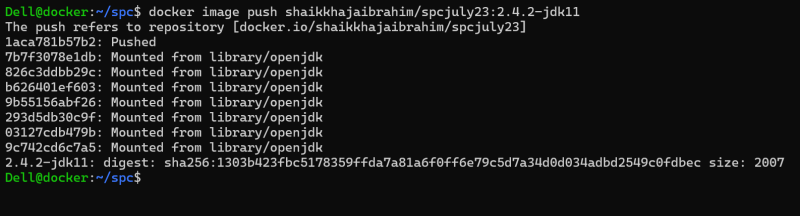 Dell@docker:~/spc$ docker image push shaikkhajaibrahim/spcjuly23:2.4.2-jdk11
The push refers to repository [docker.io/shaikkhajaibrahim/spcjuly23]
1aca781b57b2: Pushed
7b7f3078e1db: Mounted from library/openjdk
826c3ddbb29c: Mounted from library/openjdk
b626401ef603: Mounted from library/openjdk
9b55156abf26: Mounted from library/openjdk
293d5db30c9f: Mounted from library/openjdk
03127cdb479b: Mounted from library/openjdk
9c742cd6c7a5: Mounted from library/openjdk
2.4.2-jdk11: digest: sha256:1303b423fbc5178359ffda7a81a6f0ff6e79c5d7a34d0d034adbd2549c0fdbec size: 2007
Dell@docker:~/spc$